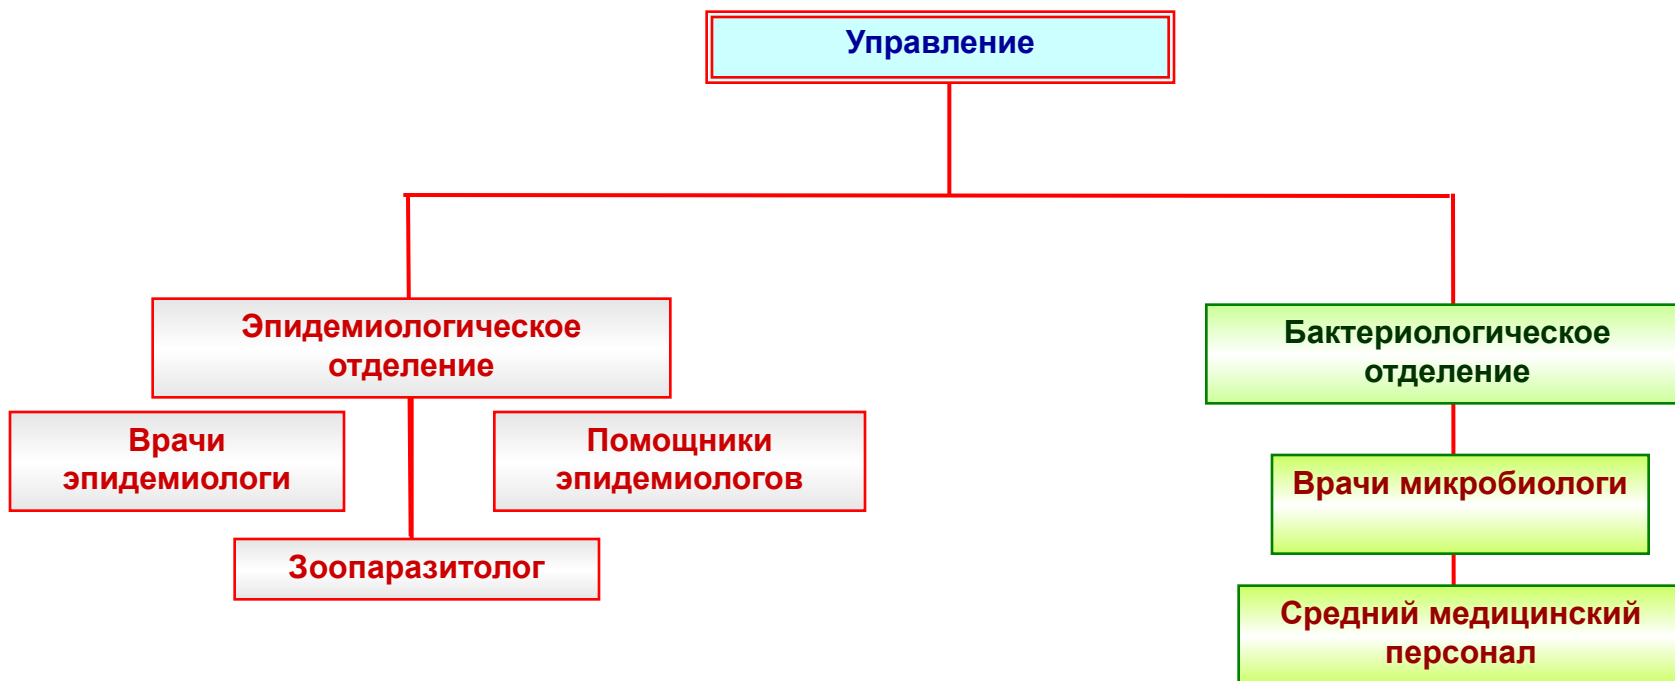 Управление
Эпидемиологическое
отделение
Бактериологическое
отделение
Врачи
эпидемиологи
Помощники
эпидемиологов
Врачи микробиологи
Зоопаразитолог
Средний медицинский
персонал